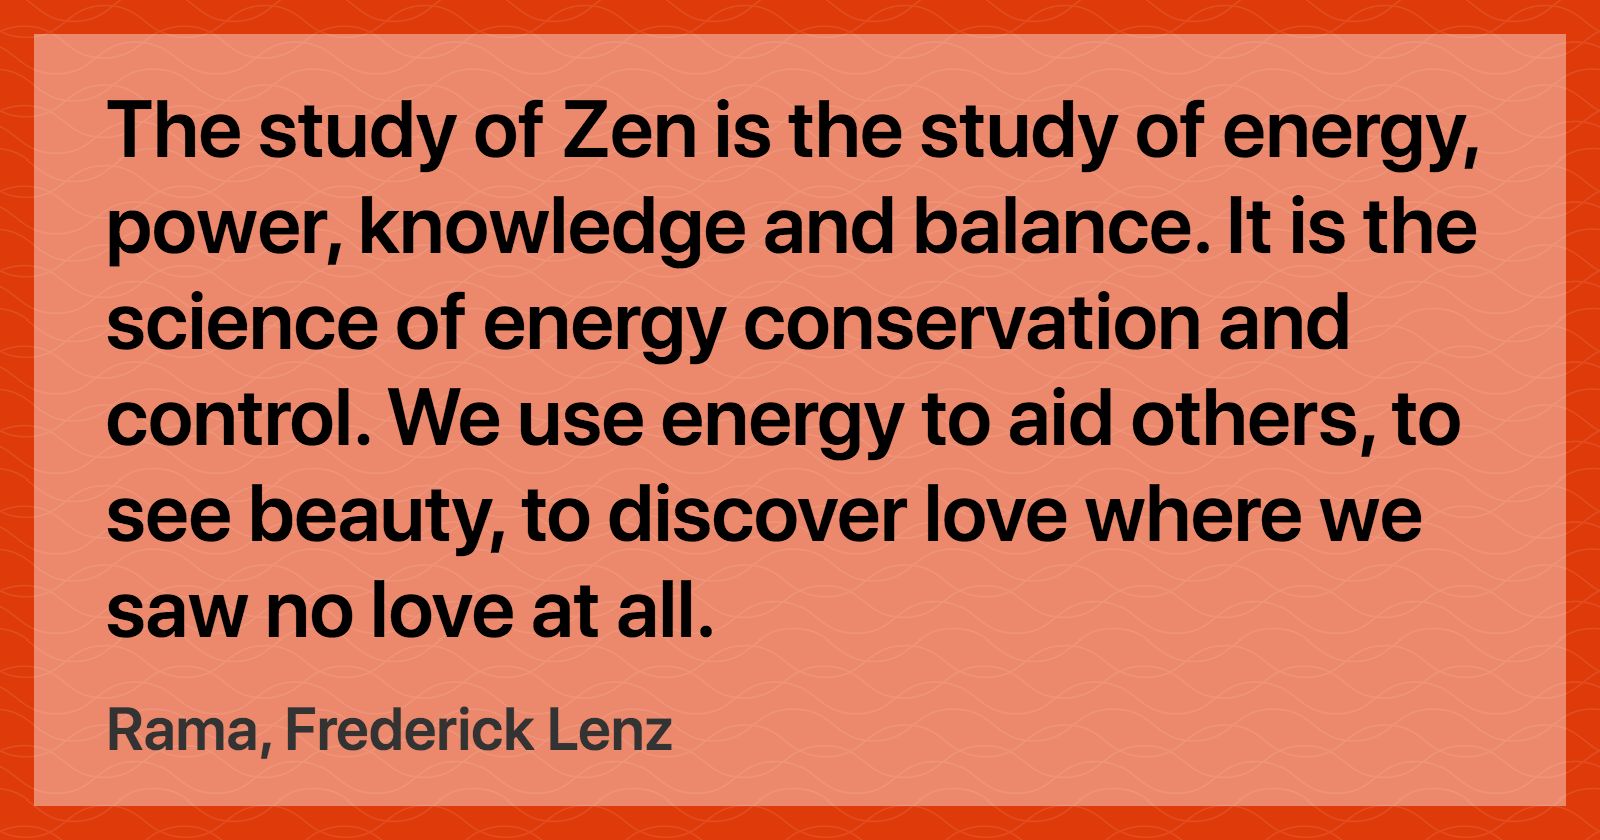 The study of Zen is the study of energy,
power, knowledge and balance. It is the
science of energy conservation and
control. We use energy to aid others, to
see beauty, to discover love where we
saw no love at all.
Rama, Frederick Lenz